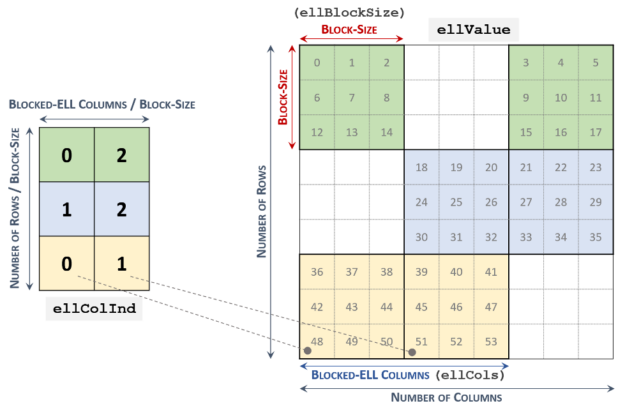 (ellBlockSize)
BLOCK-SIZE
ellValue
BLOCK-SIZE
NUMBER OF ROWS
0 1 2 3 4 5
6 7 8 9 10 11
12 13 14 15 16 17
18 19 20 21 22 23
24 25 26 27 28 29
30 31 32 33 34 35
36 37 38 39 40 41
42 43 44 45 46 47
48 49 50 51 52 53
BLOCKED-ELL COLUMNS (ellCols)
NUMBER OF COLUMNS
BLOCKED-ELL COLUMNS / BLOCK-SIZE
NUMBER OF ROWS / BLOCK-SIZE
0 2
1 2
0 1
ellColInd